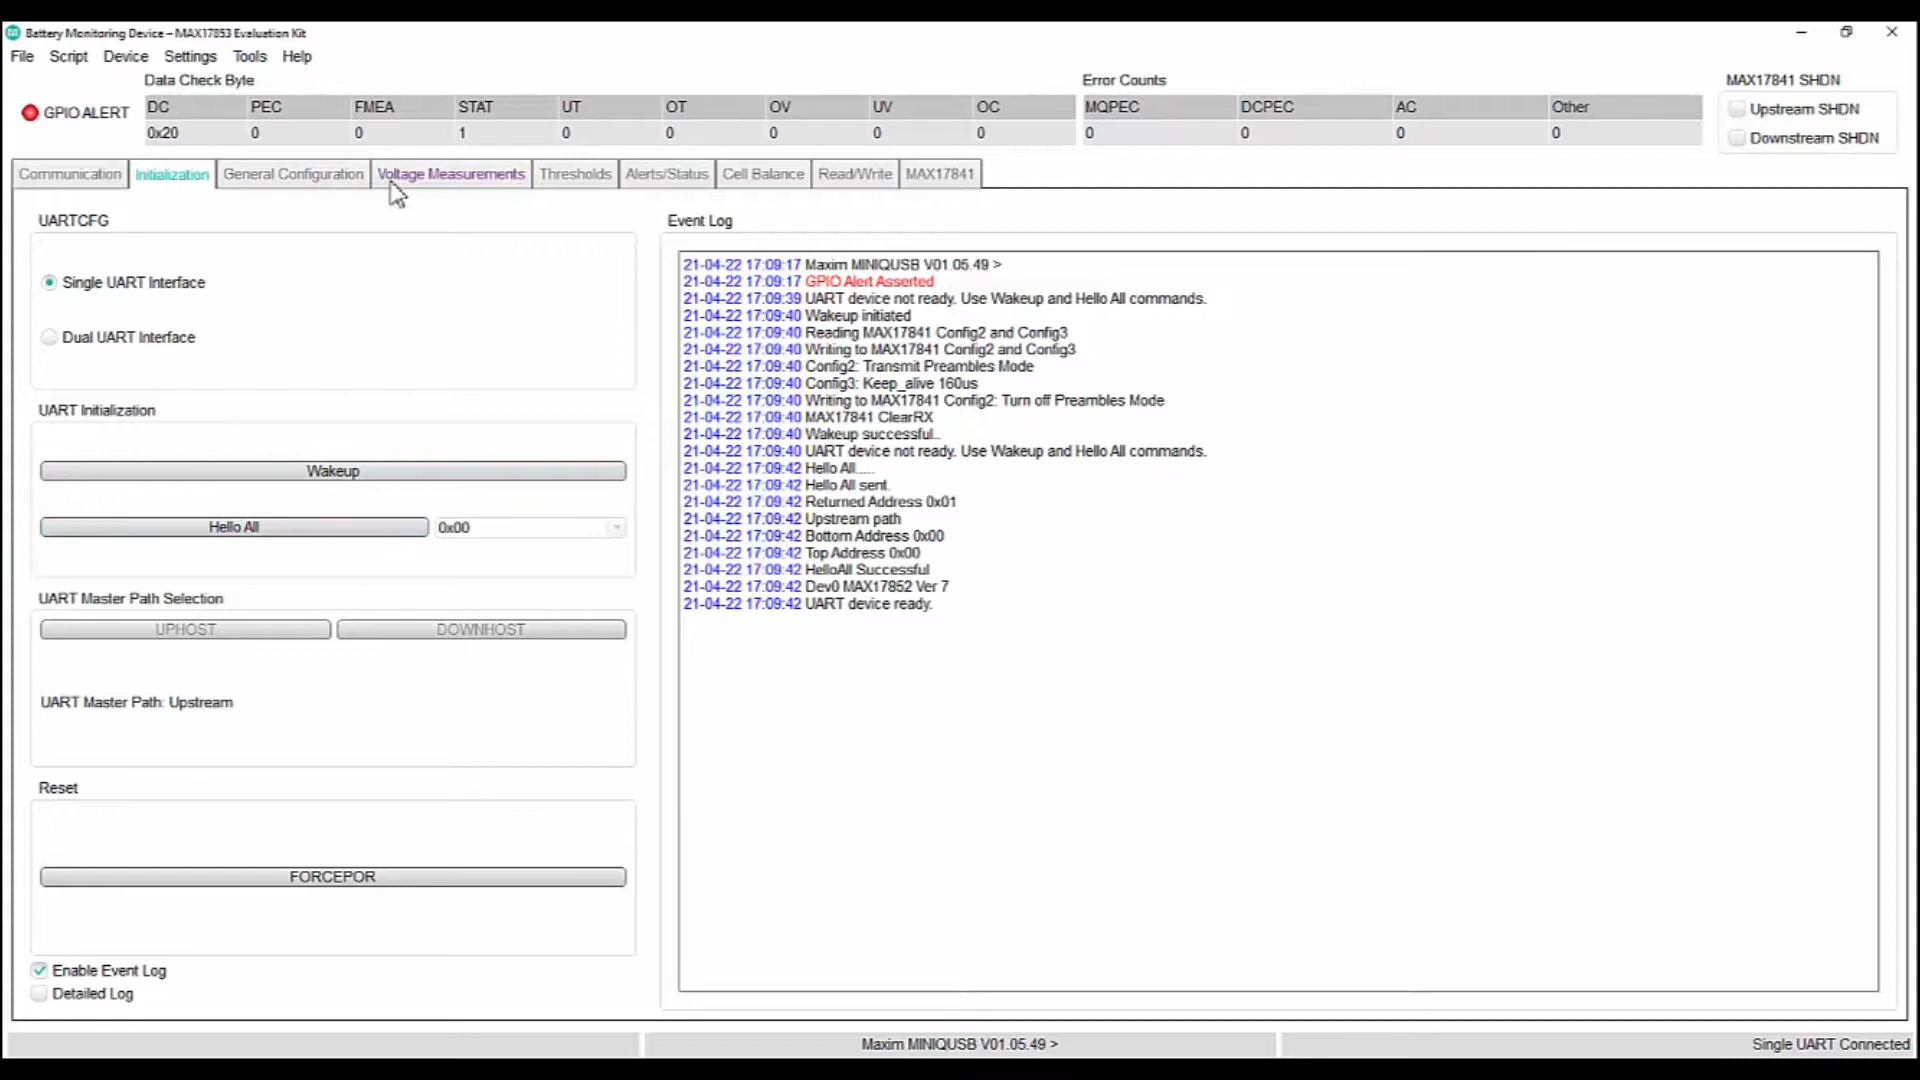 Battery Monitoring Device – MAX17853 Evaluation Kit
File Script Device Settings Tools Help
Data Check Byte Error Counts MAX17841 SHDN
GPIO ALERT DC PEC FMEA STAT UT OT OV UV OC MQPEC DCPEC AC Other Upstream SHDN
0x20 0 0 1 0 0 0 0 0 0 0 0 0 Downstream SHDN
Communication Initialization General Configuration Voltage Measurements Thresholds Alerts/Status Cell Balance Read/Write MAX17841
UARTCFG
Single UART Interface
Dual UART Interface
UART Initialization
Wakeup
Hello All 0x00
UART Master Path Selection
UPHOST DOWNHOST
UART Master Path: Upstream
Reset
FORCEPOR
Enable Event Log
Detailed Log
Event Log
21-04-22 17:09:17 Maxim MINIQUSB V01.05.49 >
21-04-22 17:09:17 GPIO Alert Asserted
21-04-22 17:09:39 UART device not ready. Use Wakeup and Hello All commands.
21-04-22 17:09:40 Wakeup initiated
21-04-22 17:09:40 Reading MAX17841 Config2 and Config3
21-04-22 17:09:40 Writing to MAX17841 Config2 and Config3
21-04-22 17:09:40 Config2: Transmit Preambles Mode
21-04-22 17:09:40 Config3: Keep_alive 160us
21-04-22 17:09:40 Writing to MAX17841 Config2: Turn off Preambles Mode
21-04-22 17:09:40 MAX17841 ClearRX
21-04-22 17:09:40 Wakeup successful...
21-04-22 17:09:40 UART device not ready. Use Wakeup and Hello All commands.
21-04-22 17:09:42 Hello All.....
21-04-22 17:09:42 Hello All sent.
21-04-22 17:09:42 Returned Address 0x01
21-04-22 17:09:42 Upstream path
21-04-22 17:09:42 Bottom Address 0x00
21-04-22 17:09:42 Top Address 0x00
21-04-22 17:09:42 HelloAll Successful
21-04-22 17:09:42 Dev0 MAX17852 Ver 7
21-04-22 17:09:42 UART device ready.
Maxim MINIQUSB V01.05.49 > Single UART Connected